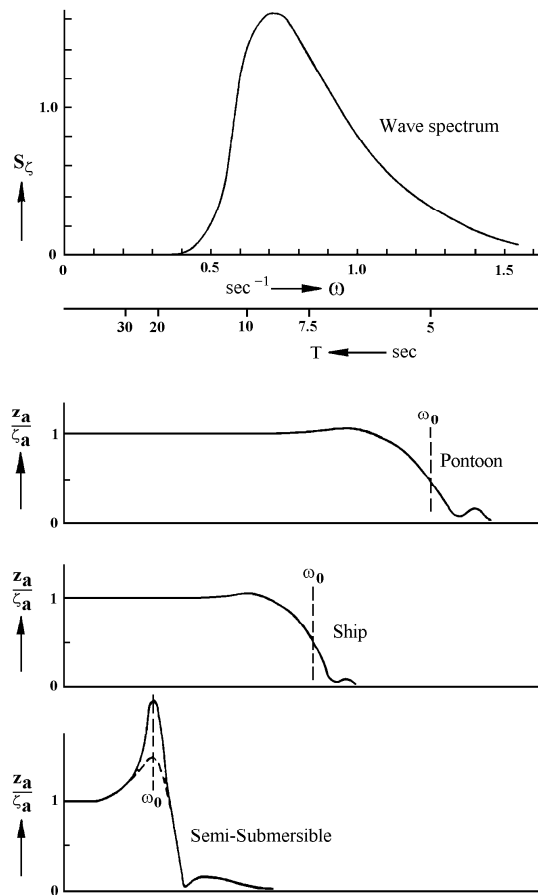 1.0
Wave spectrum
Sζ
0
0 0.5 1.0 1.5
sec⁻¹ ω
30 20 10 7.5 5
T sec
za
ζa
1
ω0
Pontoon
0
za
ζa
1
ω0
Ship
0
za
ζa
1
ω0
Semi-Submersible
0